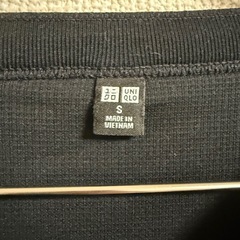 ユニ UNI
クロ QLO
S
MADE IN
VIETNAM